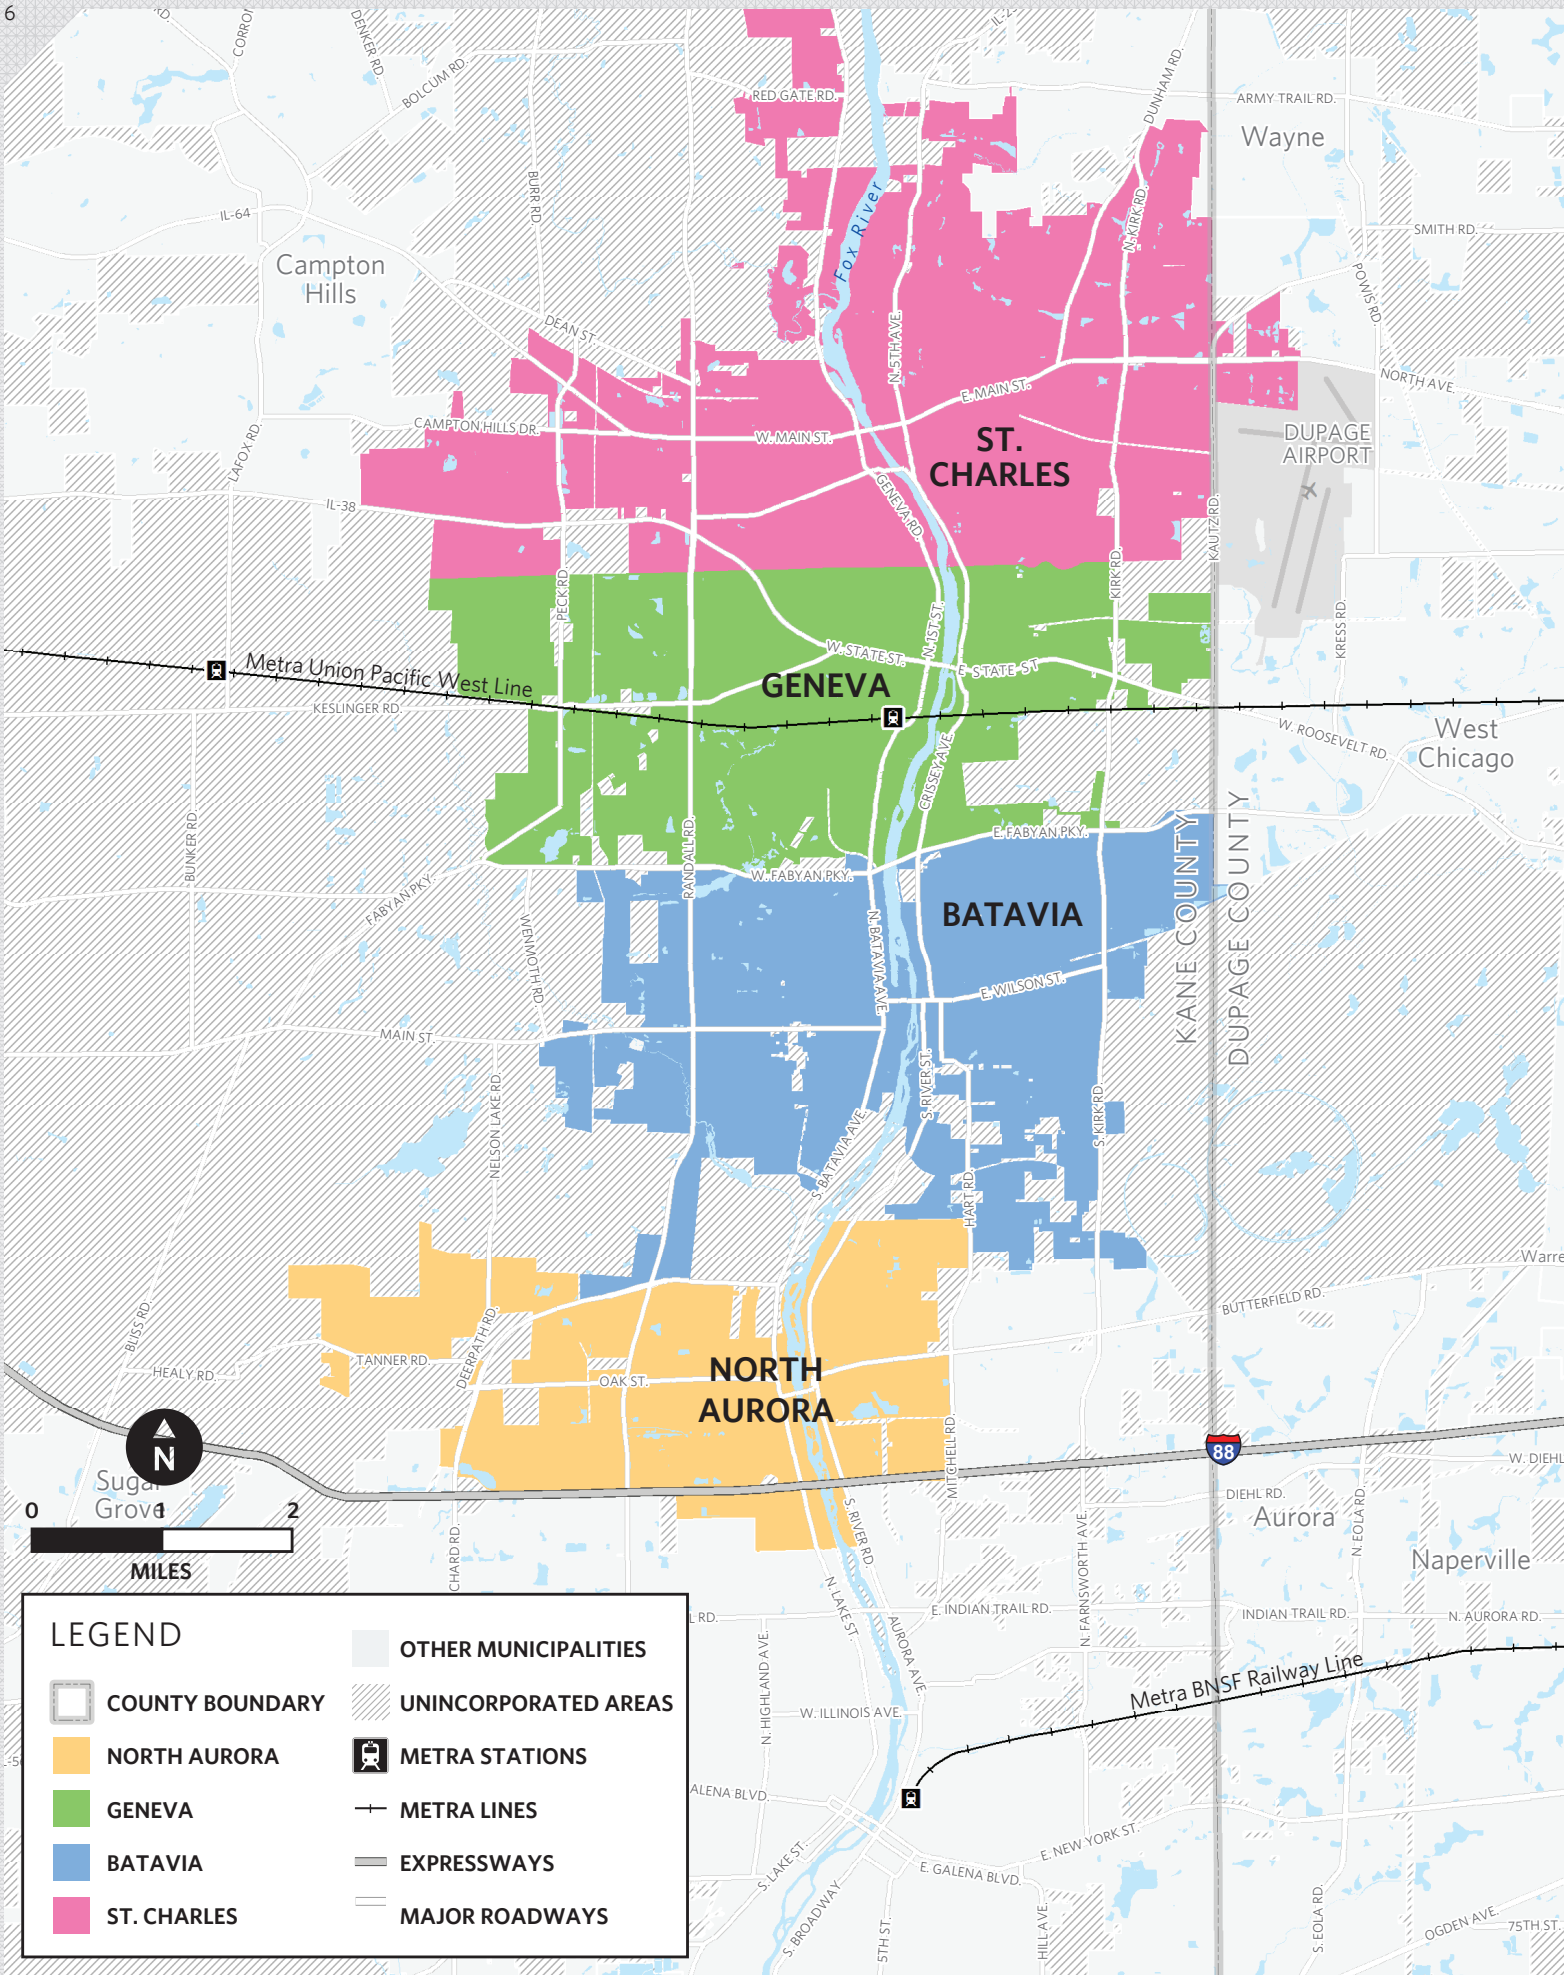 6
RD.
CORRON
DENKER RD.
BOLCUM RD.
RED GATE RD.
DUNHAM RD.
ARMY TRAIL RD.
Wayne
BURR RD.
IL-64
Fox River
N. KIRK RD.
SMITH RD.
Campton
Hills
POWIS RD.
DEAN ST.
N. 5TH AVE.
NORTH AVE.
E. MAIN ST.
CAMPTON HILLS DR.
W. MAIN ST.
LAFOX RD.
ST.
CHARLES
DUPAGE
AIRPORT
IL-38
GENEVA RD.
KAUTZ RD.
PECK RD.
KIRK RD.
KRESS RD.
N. 1ST ST.
W. STATE ST.
E STATE ST
Metra Union Pacific West Line
GENEVA
KESLINGER RD.
W. ROOSEVELT RD.
West
Chicago
CRISSEY AVE.
BUNKER RD.
RANDALL RD.
E. FABYAN PKY.
W. FABYAN PKY.
FABYAN PKY.
KANE COUNTY
DUPAGE COUNTY
WENMOTH RD.
N. BATAVIA AVE.
BATAVIA
E. WILSON ST.
MAIN ST.
NELSON LAKE RD.
S. RIVER ST.
S. KIRK RD.
S. BATAVIA AVE.
HART RD.
Warre
BUTTERFIELD RD.
BLISS RD.
DEERPATH RD.
TANNER RD.
HEALY RD.
OAK ST.
NORTH
AURORA
MITCHELL RD.
N
88
W. DIEHL
Sugar
Grove
DIEHL RD.
Aurora
N. EOLA RD.
0 1 2
MILES
CHARD RD.
S. RIVER RD.
N. FARNSWORTH AVE.
Naperville
N. LAKE ST.
L RD.
E. INDIAN TRAIL RD.
INDIAN TRAIL RD.
N. AURORA RD.
AURORA AVE.
N. HIGHLAND AVE.
Metra BNSF Railway Line
W. ILLINOIS AVE.
LEGEND
COUNTY BOUNDARY
NORTH AURORA
GENEVA
BATAVIA
ST. CHARLES
OTHER MUNICIPALITIES
UNINCORPORATED AREAS
METRA STATIONS
METRA LINES
EXPRESSWAYS
MAJOR ROADWAYS
ALENA BLVD.
S. LAKE ST.
E. NEW YORK ST.
E. GALENA BLVD.
S. BROADWAY
5TH ST.
HILL AVE.
S. EOLA RD.
OGDEN AVE.
75TH ST.